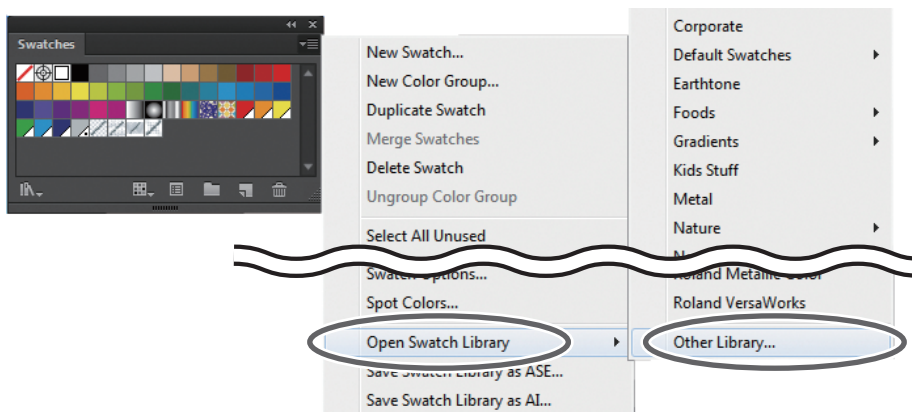 Swatches
New Swatch...
New Color Group...
Duplicate Swatch
Merge Swatches
Delete Swatch
Ungroup Color Group
Select All Unused
Swatch Options...
Spot Colors...
Open Swatch Library
Save Swatch Library as ASE...
Save Swatch Library as AI...
Corporate
Default Swatches
Earthtone
Foods
Gradients
Kids Stuff
Metal
Nature
Roland Metallic Color
Roland VersaWorks
Other Library...